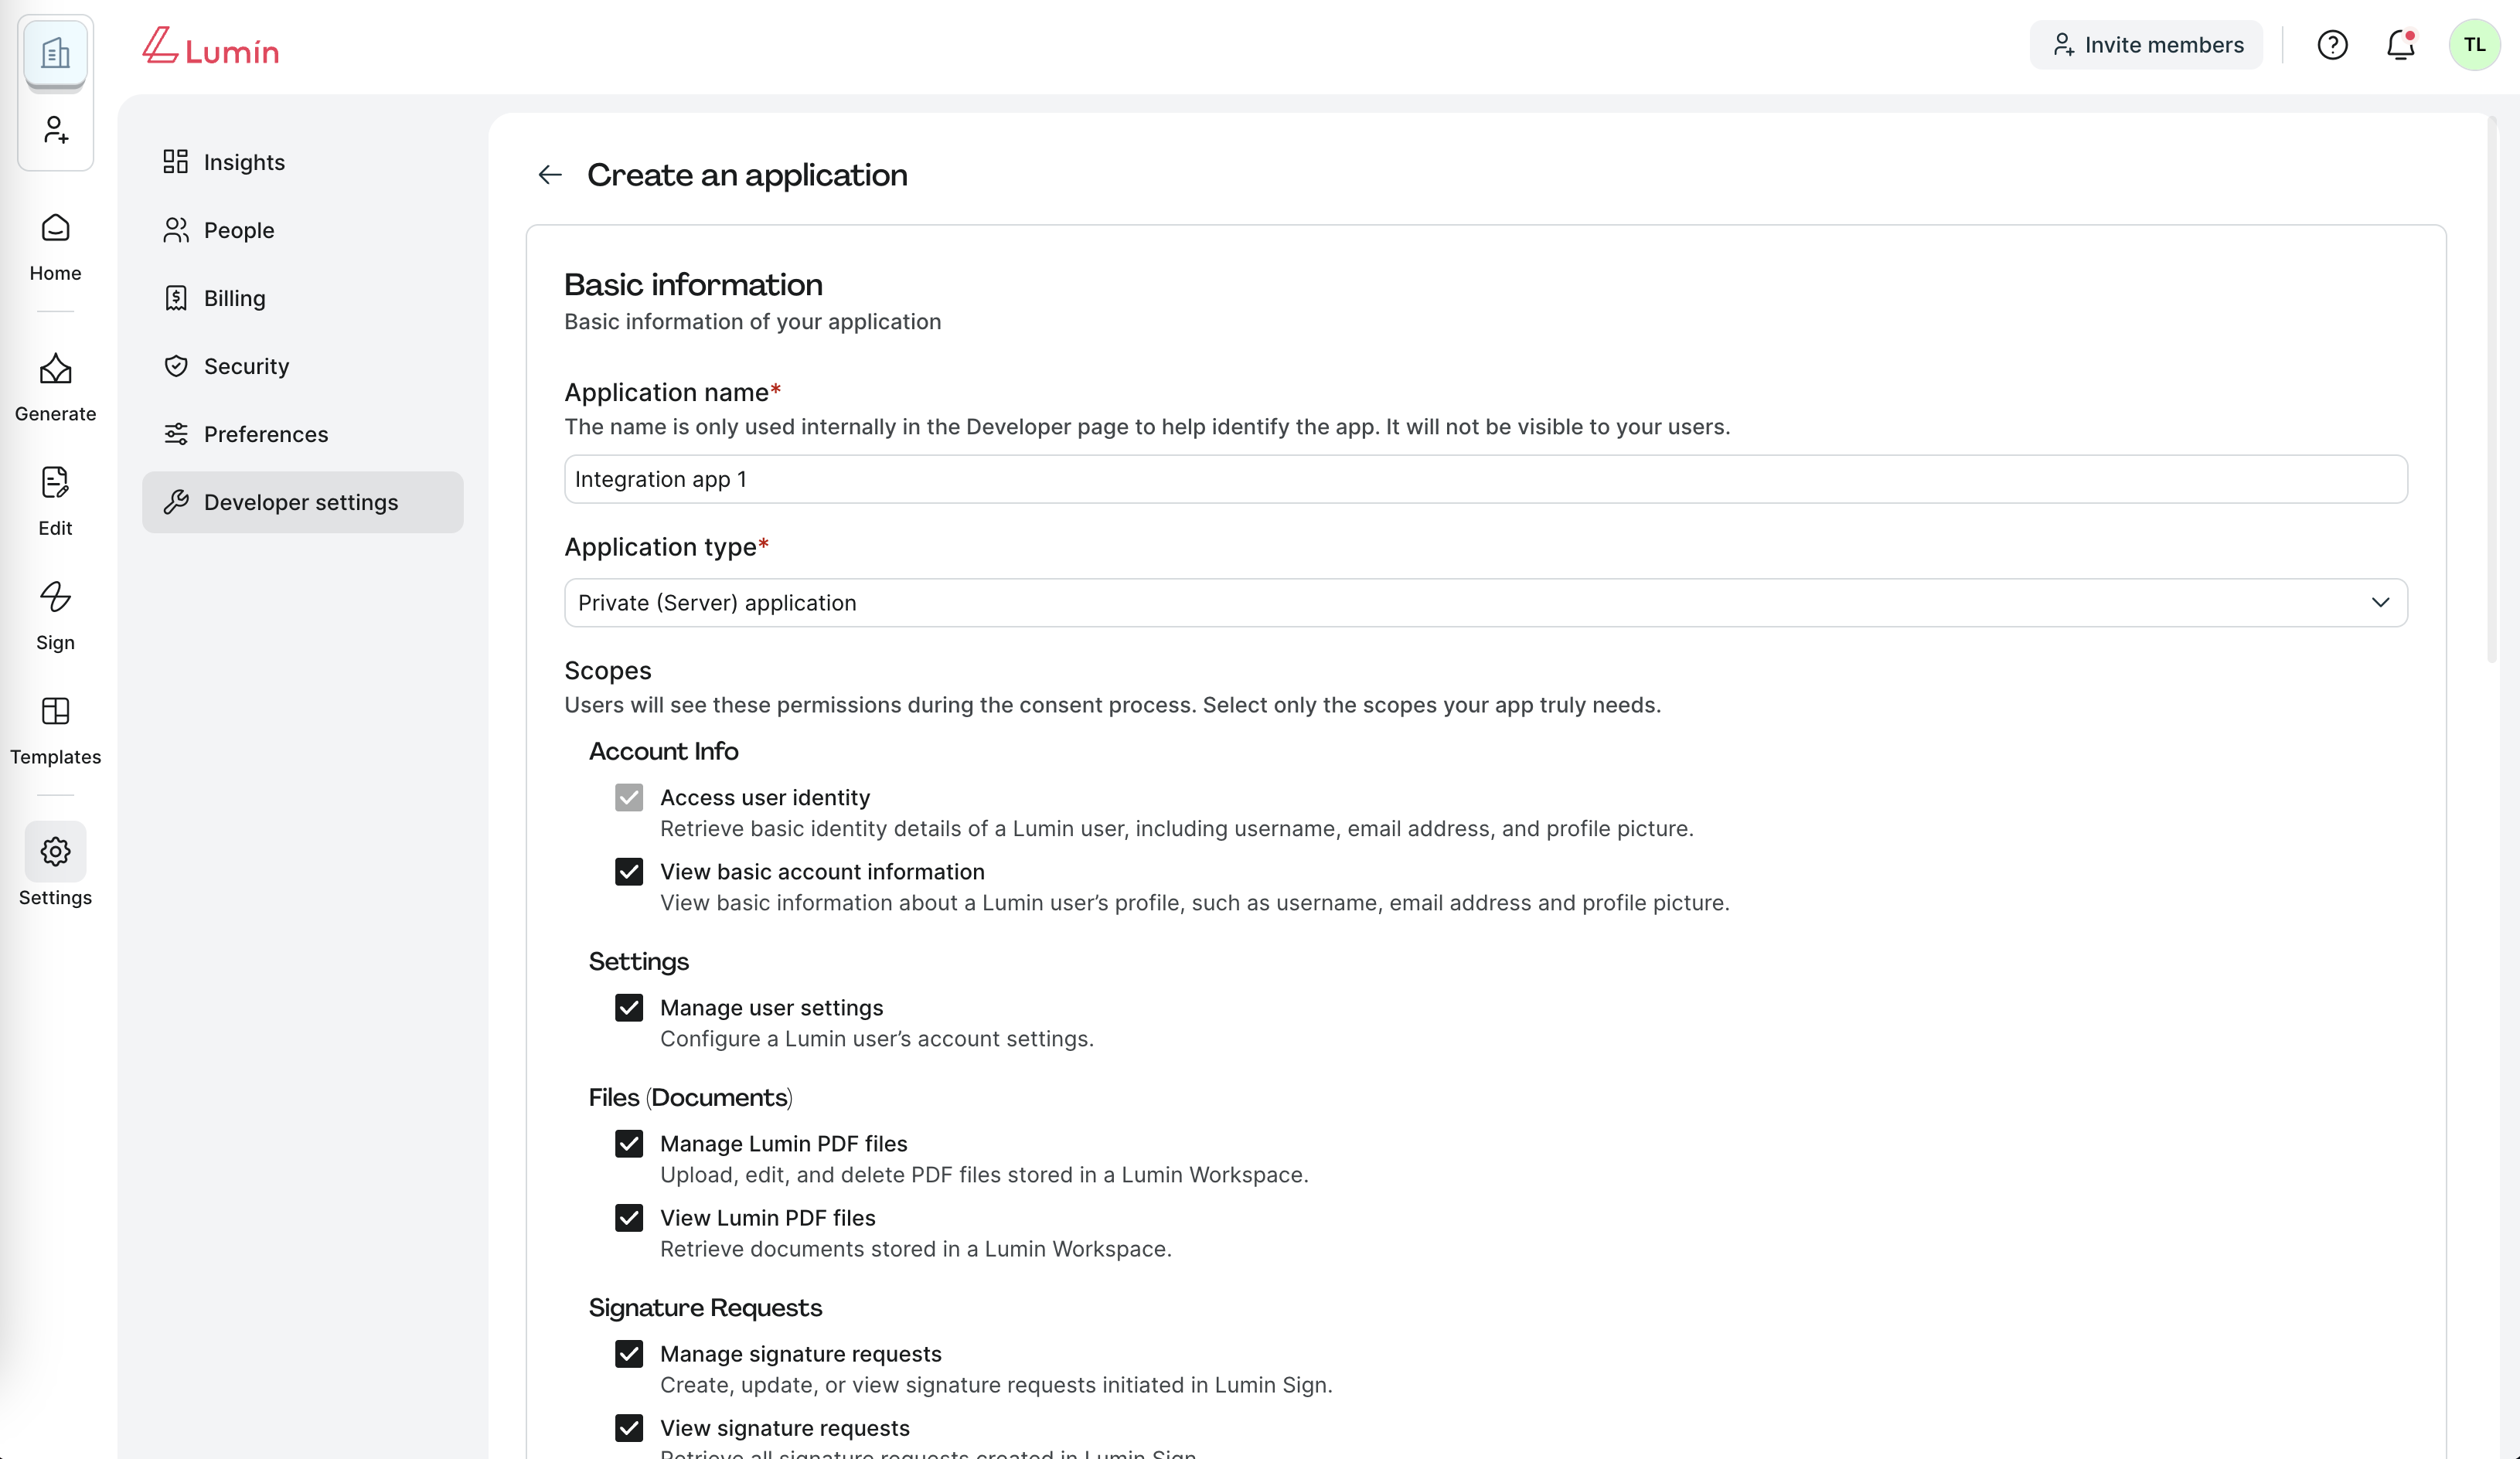 Lumin
Invite members
TL
Home
Generate
Edit
Sign
Templates
Settings
Insights
People
Billing
Security
Preferences
Developer settings
Create an application
Basic information
Basic information of your application
Application name*
The name is only used internally in the Developer page to help identify the app. It will not be visible to your users.
Integration app 1
Application type*
Private (Server) application
Scopes
Users will see these permissions during the consent process. Select only the scopes your app truly needs.
Account Info
Access user identity
Retrieve basic identity details of a Lumin user, including username, email address, and profile picture.
View basic account information
View basic information about a Lumin user’s profile, such as username, email address and profile picture.
Settings
Manage user settings
Configure a Lumin user’s account settings.
Files (Documents)
Manage Lumin PDF files
Upload, edit, and delete PDF files stored in a Lumin Workspace.
View Lumin PDF files
Retrieve documents stored in a Lumin Workspace.
Signature Requests
Manage signature requests
Create, update, or view signature requests initiated in Lumin Sign.
View signature requests
Retrieve all signature requests created in Lumin Sign.